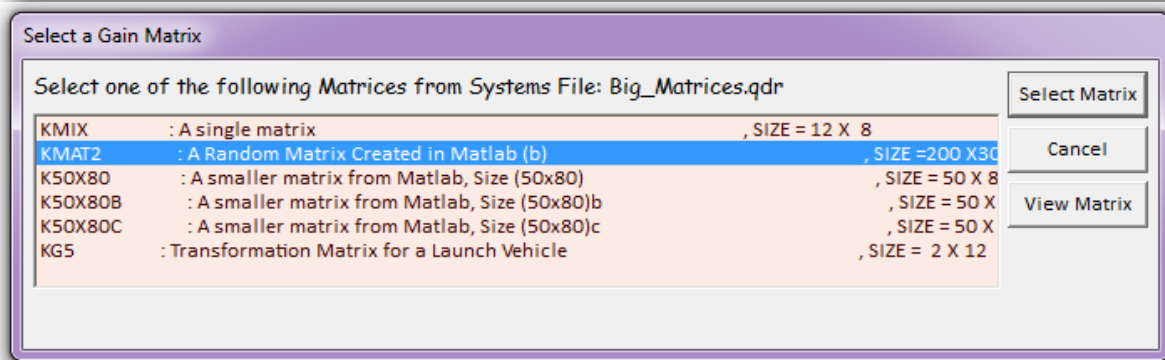 Select a Gain Matrix
Select one of the following Matrices from Systems File: Big_Matrices.qdr
KMIX : A single matrix , SIZE = 12 X 8
KMAT2 : A Random Matrix Created in Matlab (b) , SIZE =200 X30
K50X80 : A smaller matrix from Matlab, Size (50x80) , SIZE = 50 X 8
K50X80B : A smaller matrix from Matlab, Size (50x80)b , SIZE = 50 X
K50X80C : A smaller matrix from Matlab, Size (50x80)c , SIZE = 50 X
KG5 : Transformation Matrix for a Launch Vehicle , SIZE = 2 X 12
Select Matrix
Cancel
View Matrix